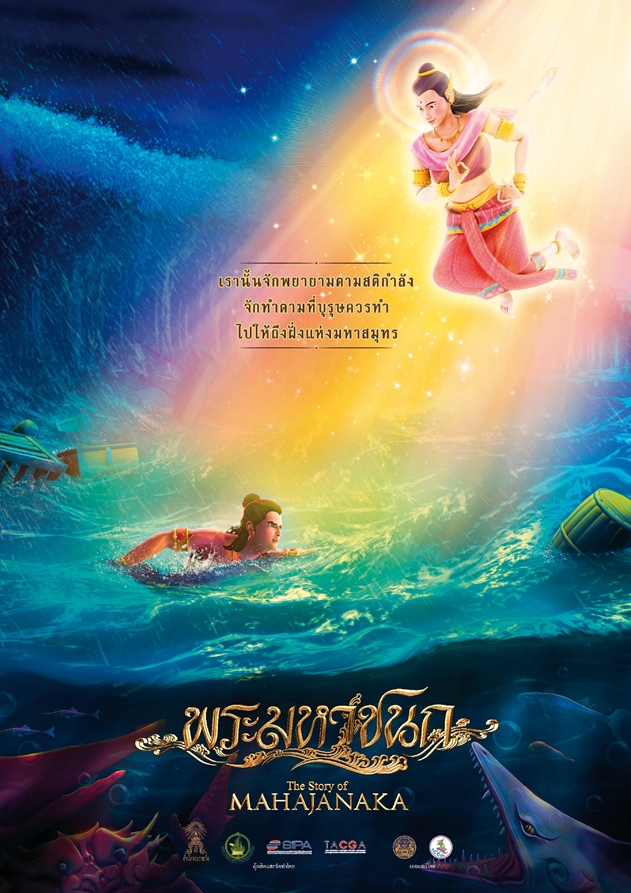 เรานั้นจักพยายามตามสติกำลัง
จักทำตามที่บุรุษควรทำ
ไปให้ถึงฝั่งแห่งมหาสมุทร
พระมหาชนก
The Story of
MAHAJANAKA
SIPA
TACGA